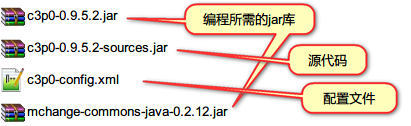 c3p0-0.9.5.2.jar
编程所需的jar库
c3p0-0.9.5.2-sources.jar
源代码
c3p0-config.xml
配置文件
mchange-commons-java-0.2.12.jar